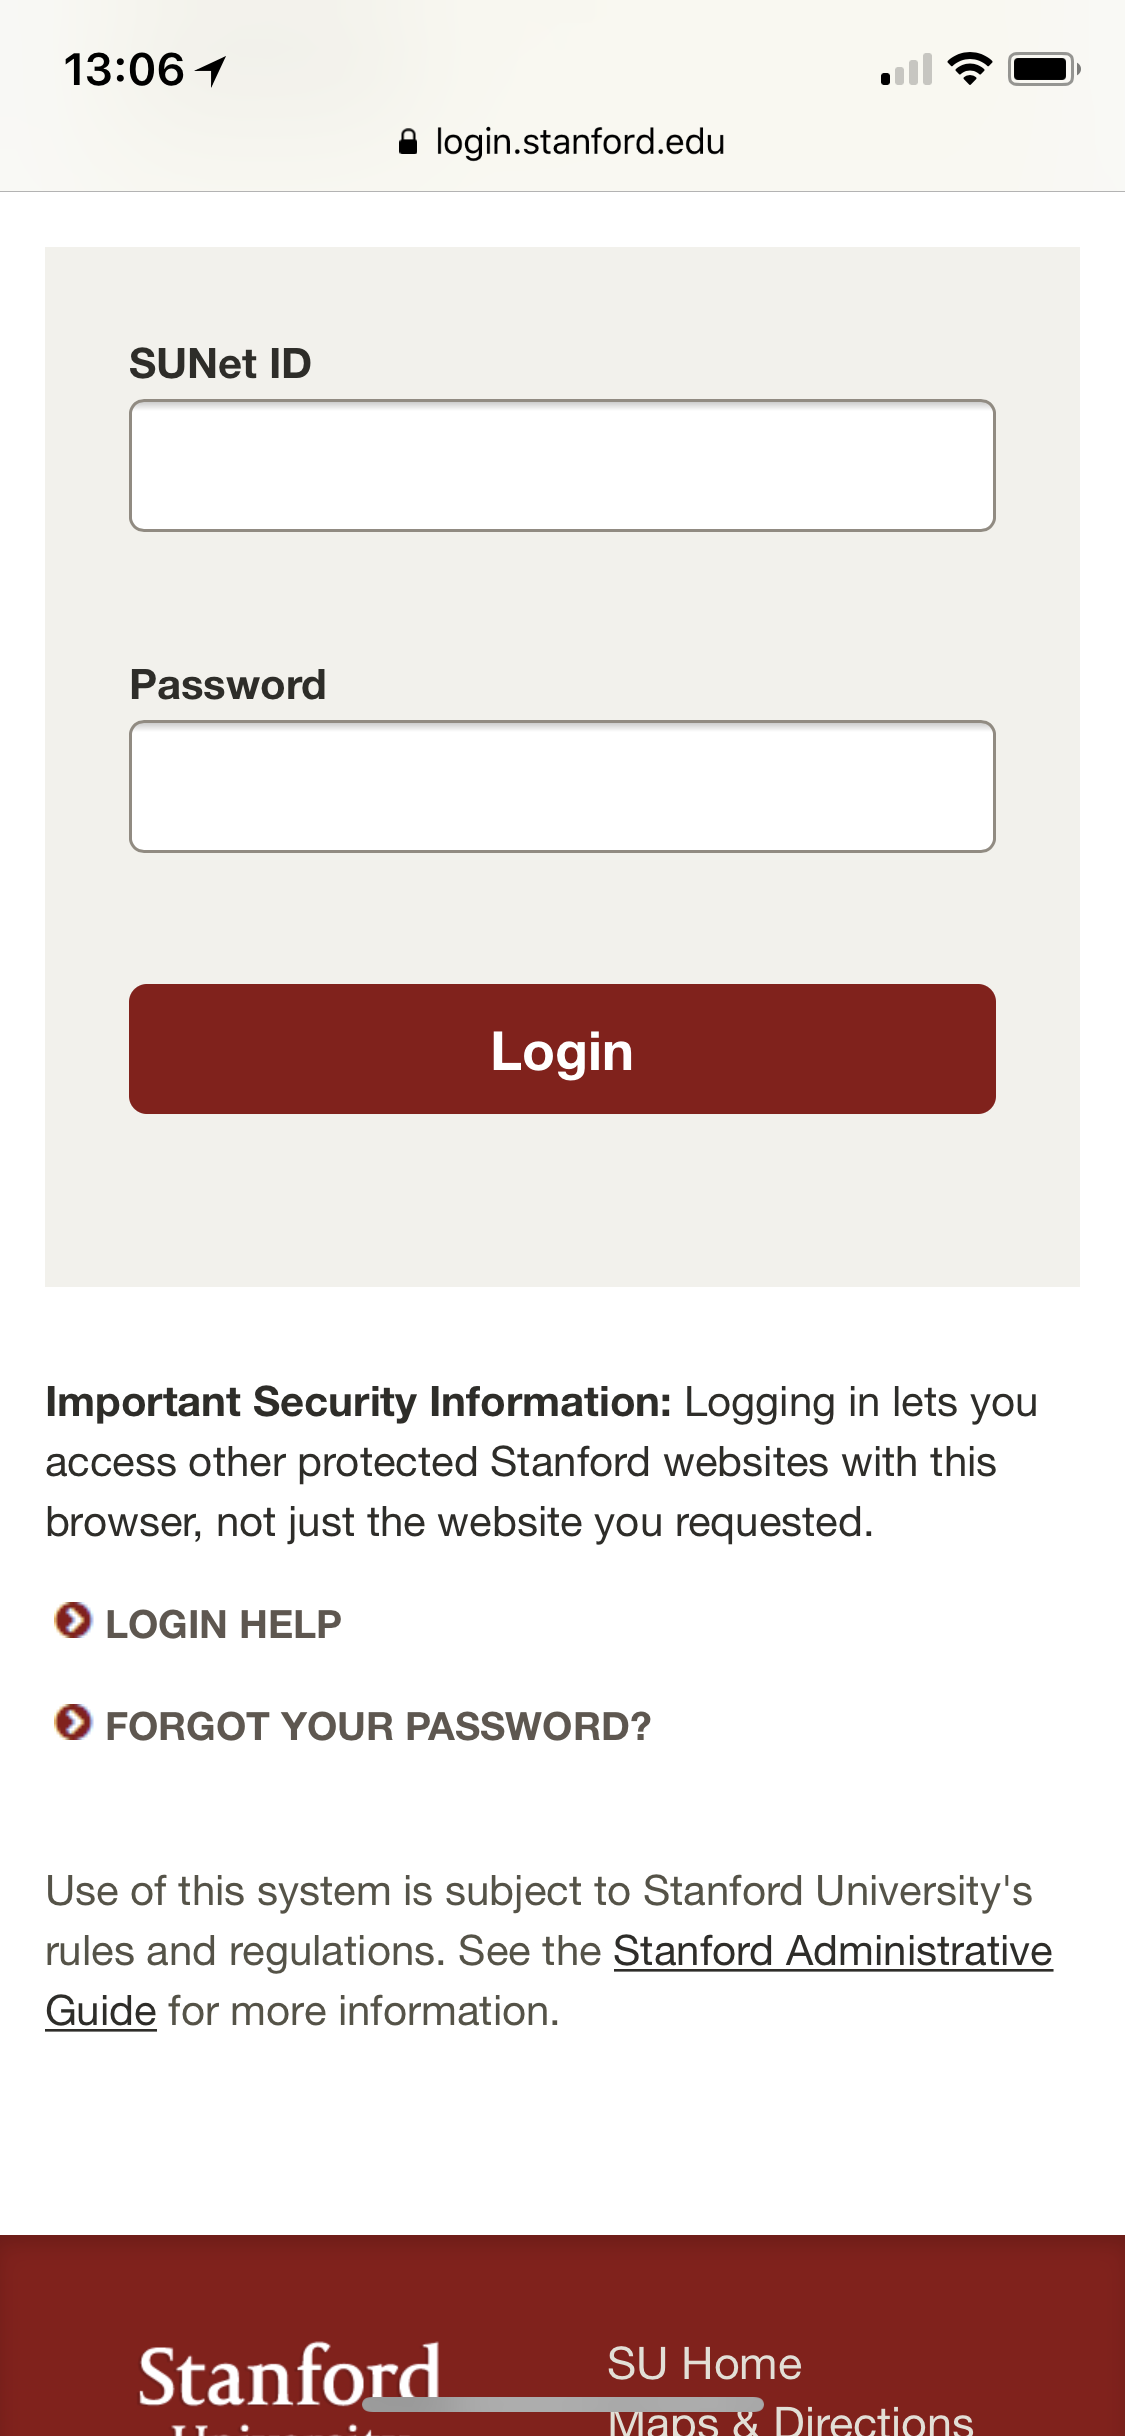 13:06
login.stanford.edu
SUNet ID
Password
Login
Important Security Information: Logging in lets you
access other protected Stanford websites with this
browser, not just the website you requested.
LOGIN HELP
FORGOT YOUR PASSWORD?
Use of this system is subject to Stanford University's
rules and regulations. See the Stanford Administrative
Guide for more information.
Stanford
University
SU Home
Maps & Directions